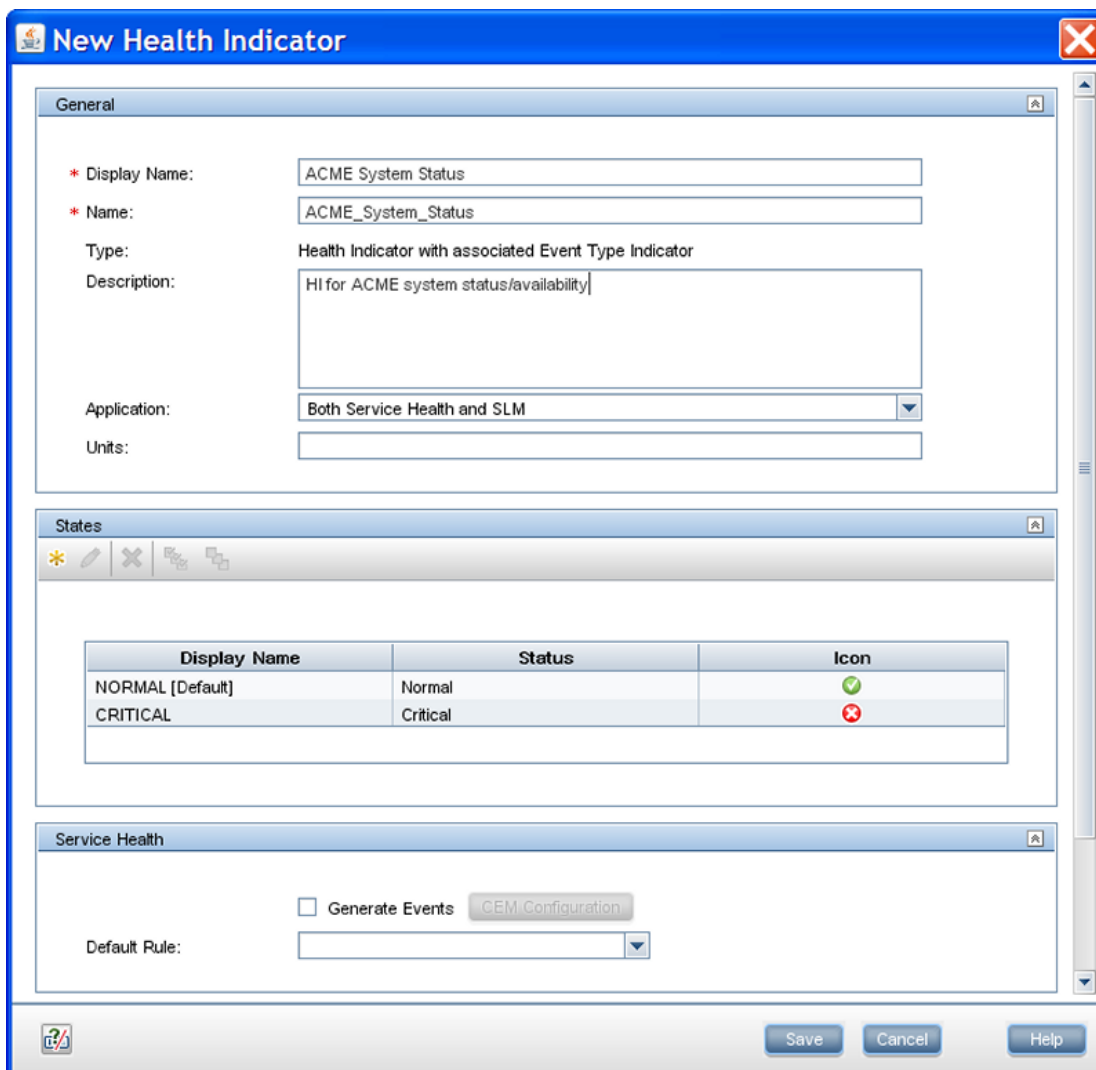 New Health Indicator
General
* Display Name: ACME System Status
* Name: ACME_System_Status
Type: Health Indicator with associated Event Type Indicator
Description: HI for ACME system status/availability
Application: Both Service Health and SLM
Units:
States
Display Name Status Icon
NORMAL [Default] Normal
CRITICAL Critical
Service Health
Generate Events CEM Configuration
Default Rule:
Save Cancel Help